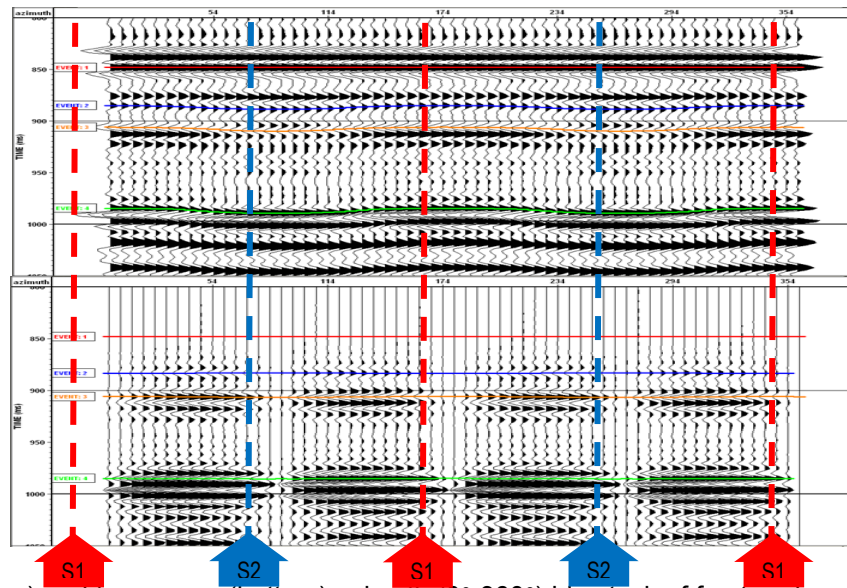 azimuth 54 114 174 234 294 354
800
EVENT: 1
850
EVENT: 2
900
EVENT: 3
TIME (ms)
950
EVENT: 4
1000
azimuth 54 114 174 234 294 354
800
EVENT: 1
850
EVENT: 2
900
EVENT: 3
TIME (ms)
950
EVENT: 4
1000
S1 S2 S1 S2 S1